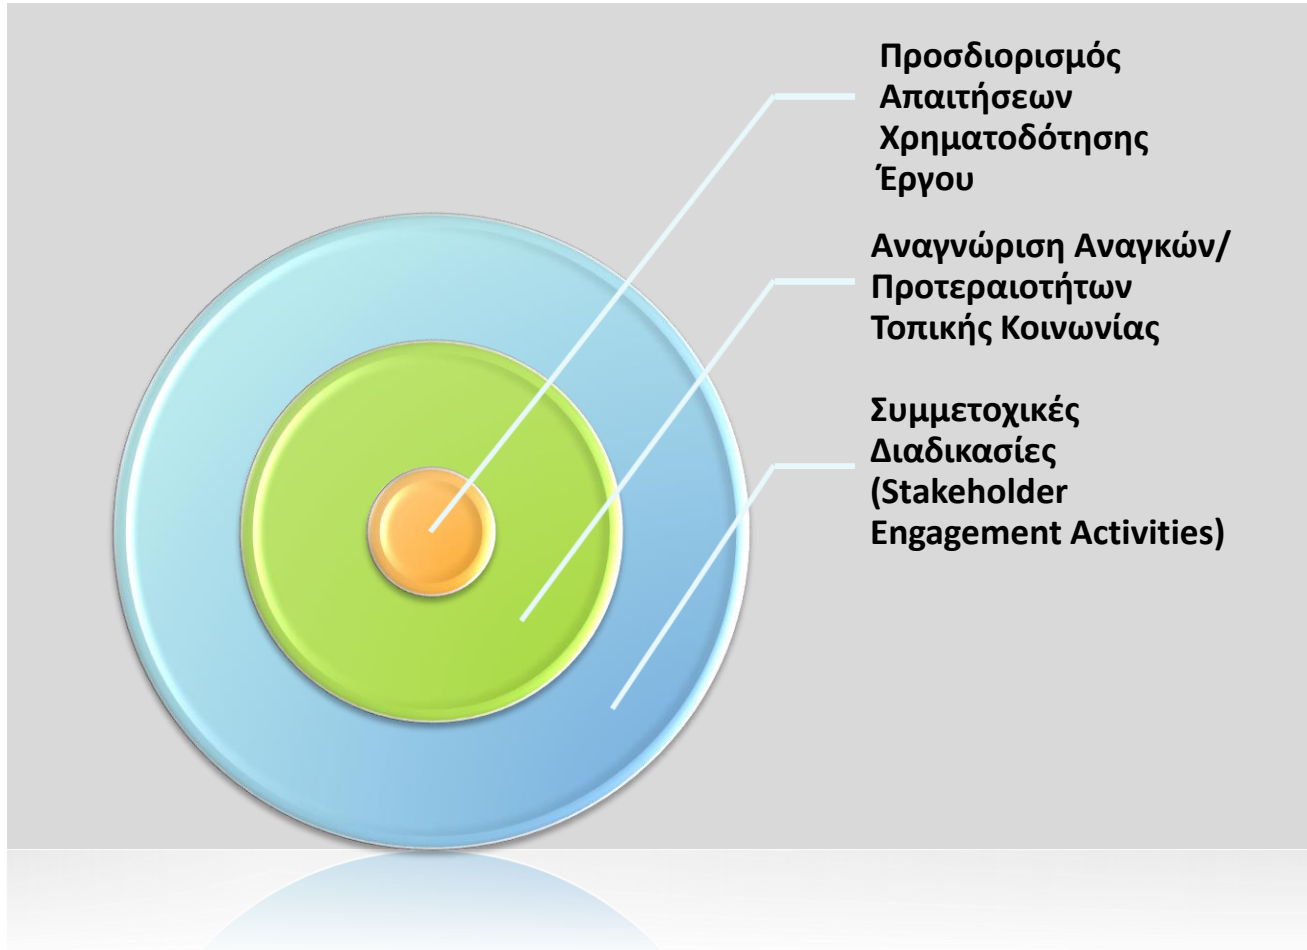 Προσδιορισμός
Απαιτήσεων
Χρηματοδότησης
Έργου
Αναγνώριση Αναγκών/
Προτεραιοτήτων
Τοπικής Κοινωνίας
Συμμετοχικές
Διαδικασίες
(Stakeholder
Engagement Activities)